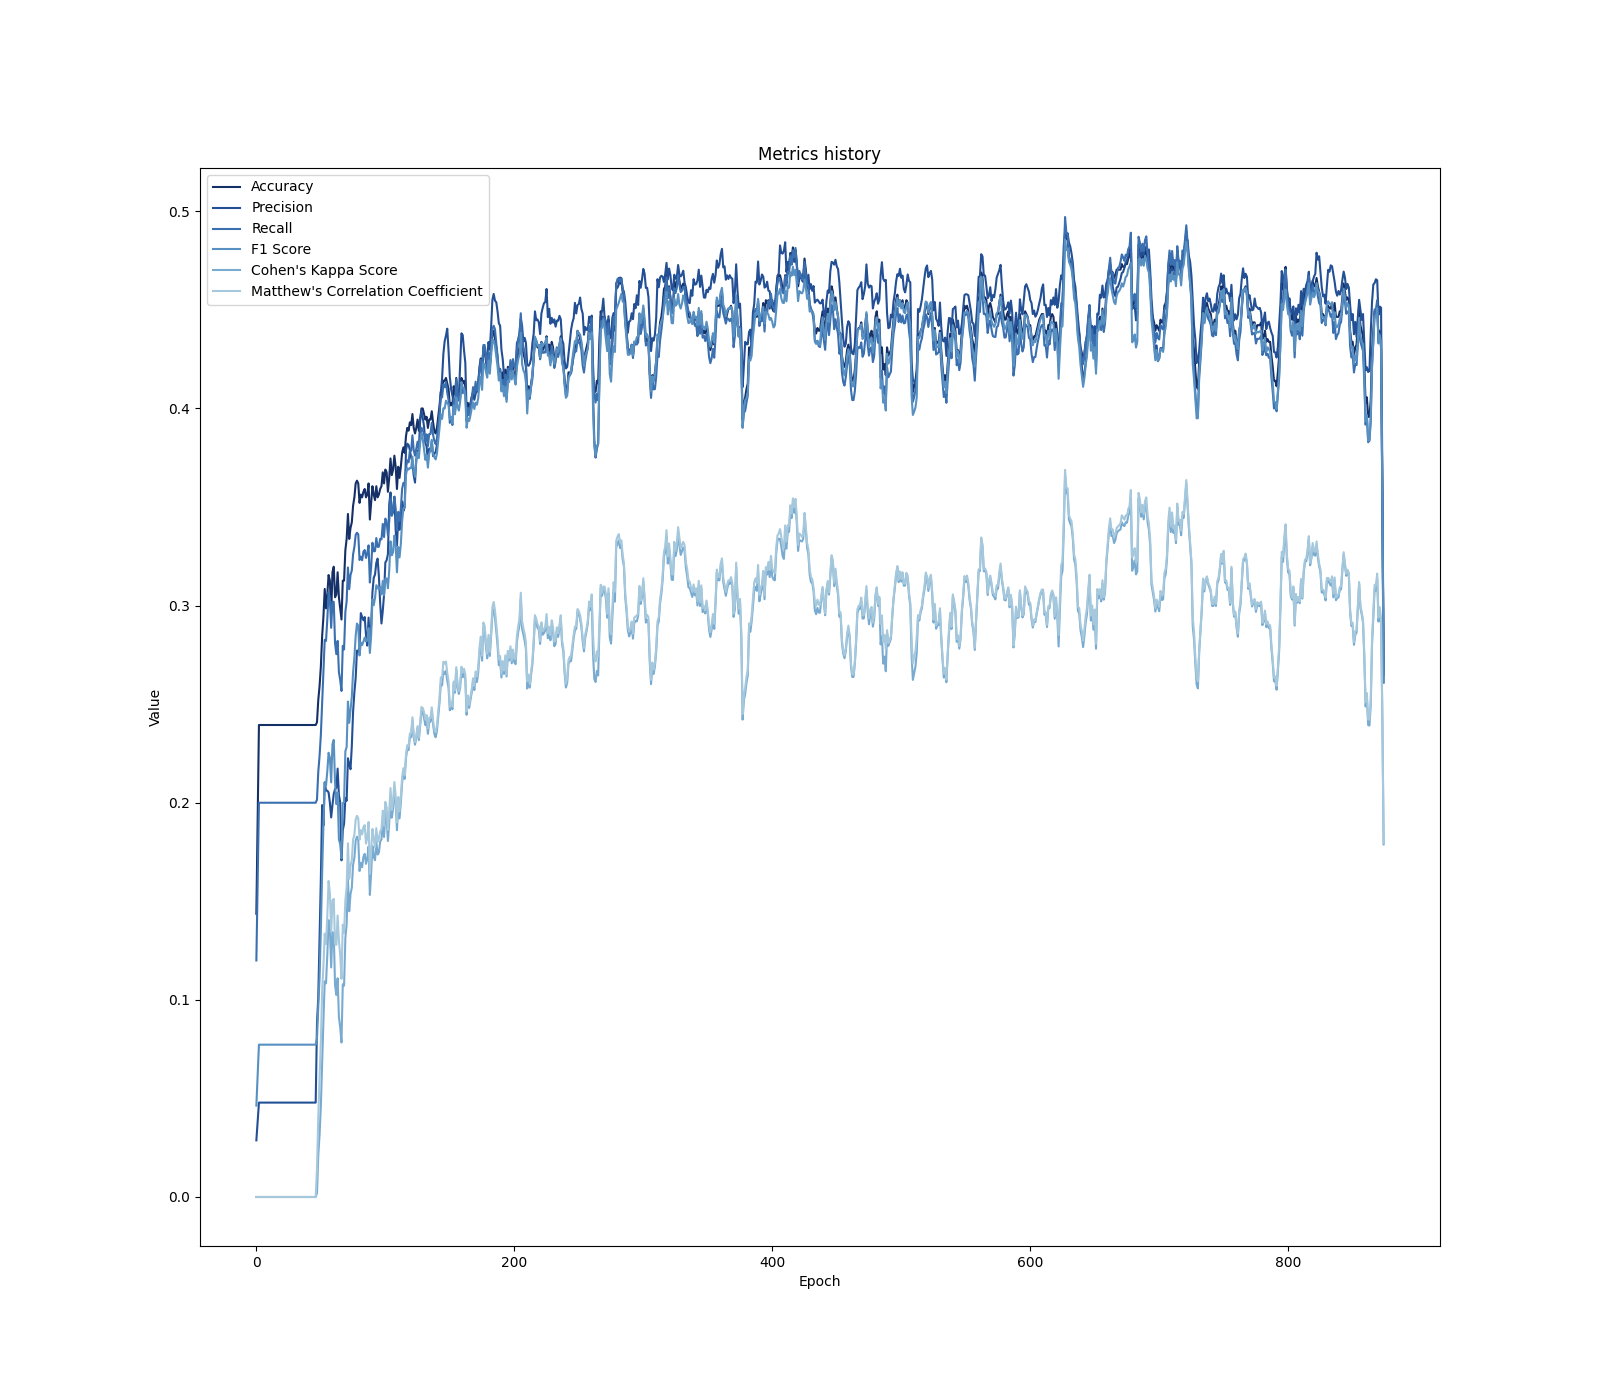 Metrics history
Accuracy
Precision
Recall
F1 Score
Cohen's Kappa Score
Matthew's Correlation Coefficient
0.5
0.4
0.3
0.2
0.1
0.0
Value
0 200 400 600 800
Epoch